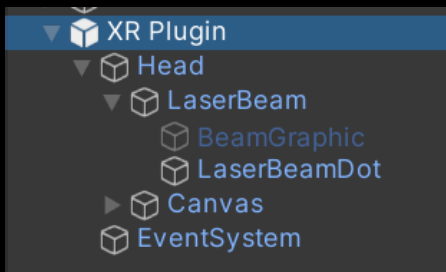 XR Plugin
Head
LaserBeam
BeamGraphic
LaserBeamDot
Canvas
EventSystem